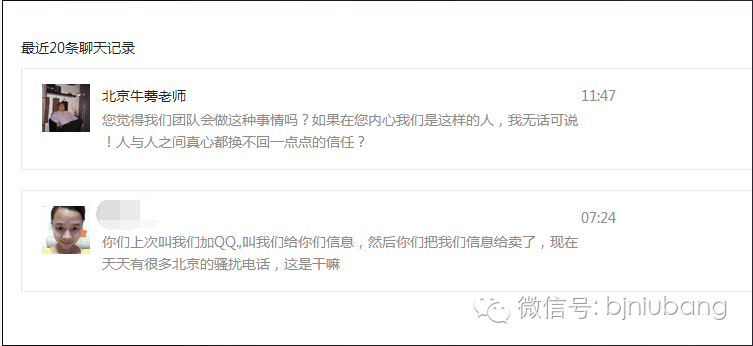 最近20条聊天记录
北京牛蒡老师
11:47
您觉得我们团队会做这种事情吗？如果在您内心我们是这样的人，我无话可说
！人与人之间真心都换不回一点点的信任？
07:24
你们上次叫我们加QQ.,叫我们给你们信息，然后你们把我们信息给卖了，现在
天天有很多北京的骚扰电话，这是干嘛
微信号: bjniubang